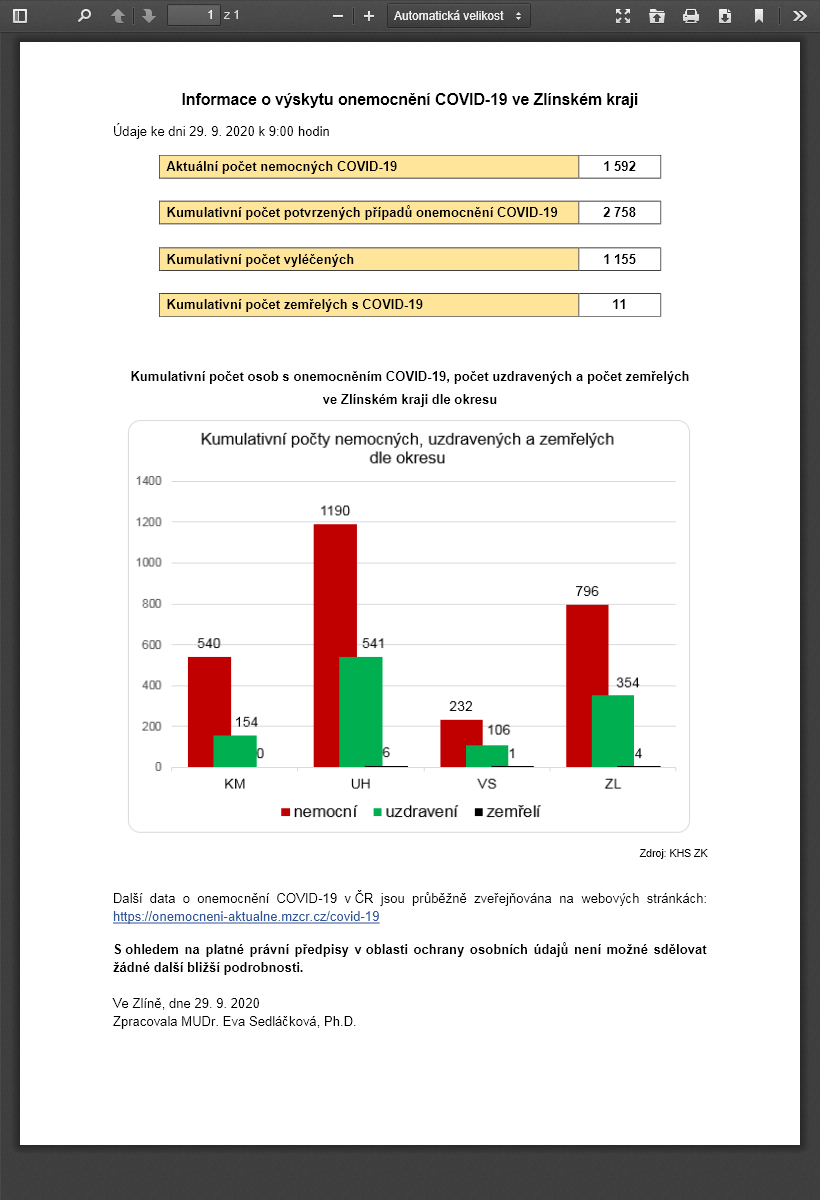 1 z 1 Automatická velikost
Informace o výskytu onemocnění COVID-19 ve Zlínském kraji
Údaje ke dni 29. 9. 2020 k 9:00 hodin
Aktuální počet nemocných COVID-19 1 592
Kumulativní počet potvrzených případů onemocnění COVID-19 2 758
Kumulativní počet vyléčených 1 155
Kumulativní počet zemřelých s COVID-19 11
Kumulativní počet osob s onemocněním COVID-19, počet uzdravených a počet zemřelých
ve Zlínském kraji dle okresu
Kumulativní počty nemocných, uzdravených a zemřelých
dle okresu
1400
1200
1000
800
600
400
200
0
540 154 0
1190 541 6
232 106 1
796 354 4
KM UH VS ZL
nemocní uzdravení zemřelí
Zdroj: KHS ZK
Další data o onemocnění COVID-19 v ČR jsou průběžně zveřejňována na webových stránkách:
https://onemocneni-aktualne.mzcr.cz/covid-19
S ohledem na platné právní předpisy v oblasti ochrany osobních údajů není možné sdělovat
žádné další bližší podrobnosti.
Ve Zlíně, dne 29. 9. 2020
Zpracovala MUDr. Eva Sedláčková, Ph.D.